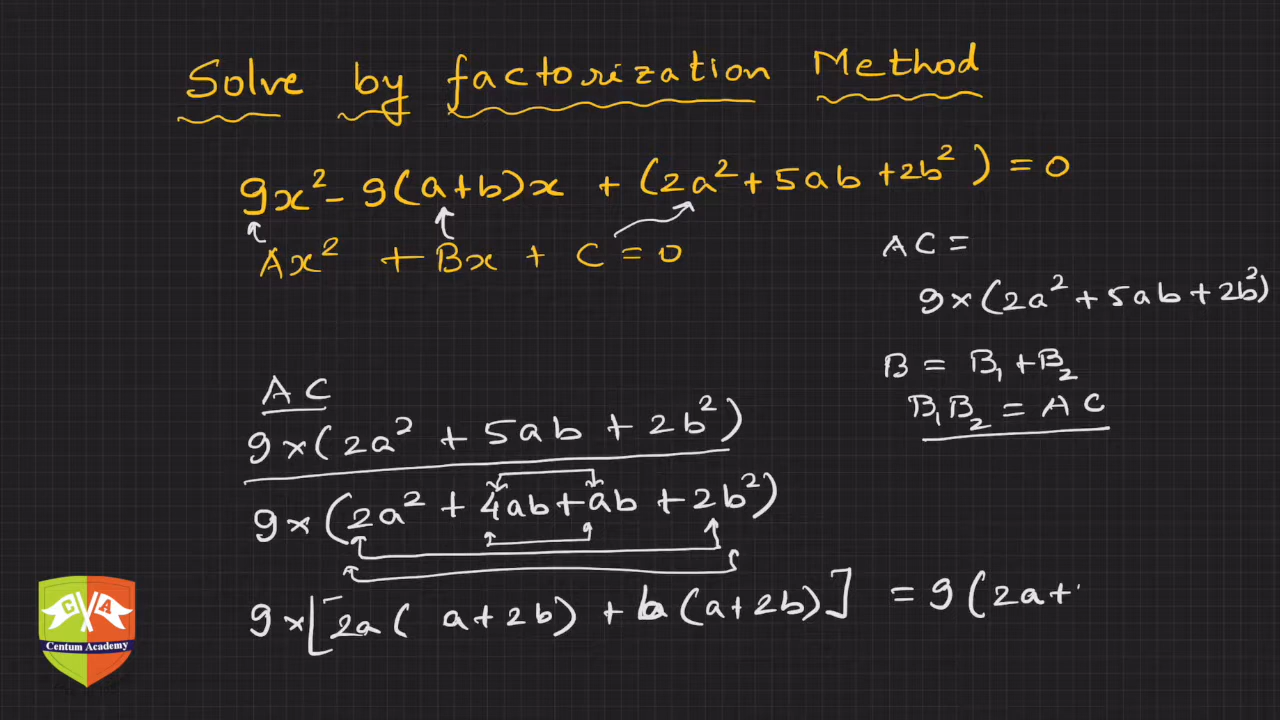 Solve by factorization Method
9x² - 9(a+b)x + (2a² + 5ab + 2b²) = 0
Ax² + Bx + C = 0
AC =
9×(2a² + 5ab + 2b²)
B = B₁ + B₂
B₁B₂ = AC
AC
9×(2a² + 5ab + 2b²)
9×(2a² + 4ab + ab + 2b²)
9×[2a(a+2b) + b(a+2b)] = 9(2a+
C A
Centum Academy